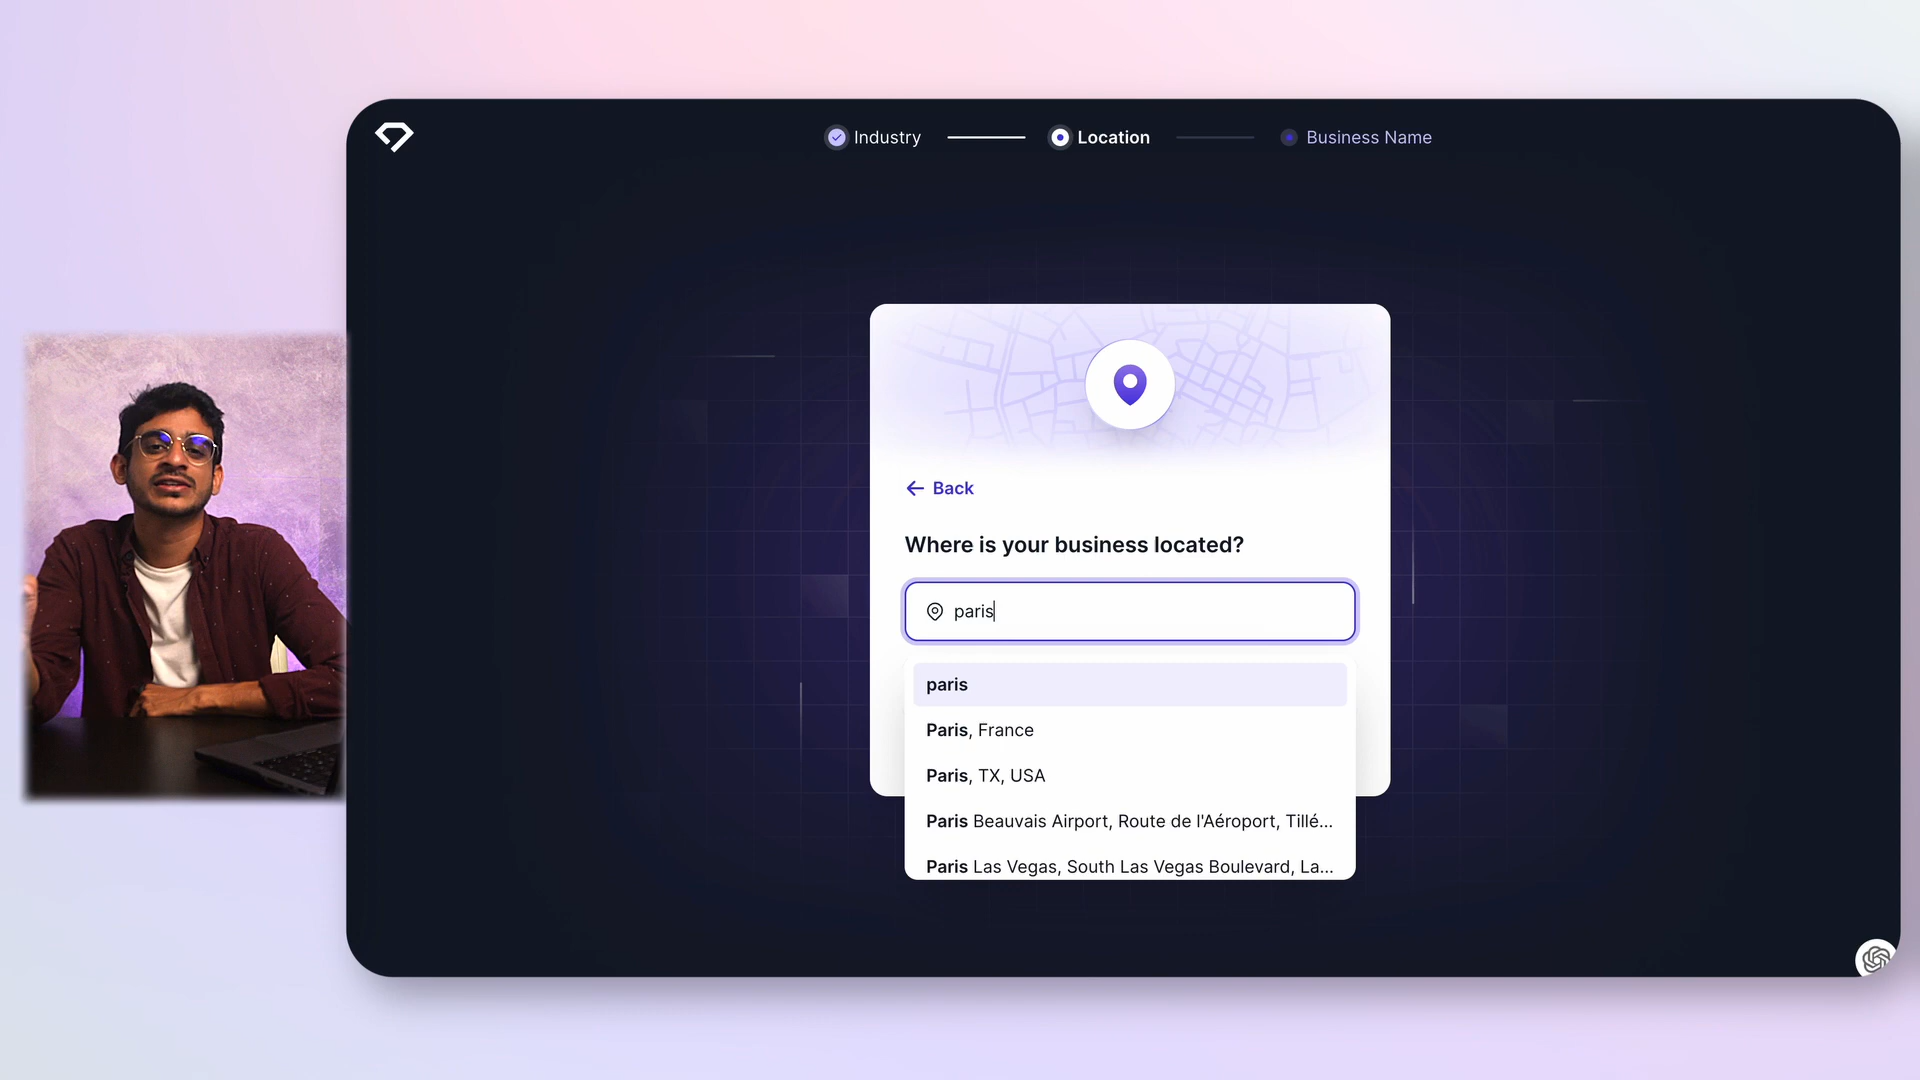 Industry
Location
Business Name
Back
Where is your business located?
paris
paris
Paris, France
Paris, TX, USA
Paris Beauvais Airport, Route de l'Aéroport, Tillé...
Paris Las Vegas, South Las Vegas Boulevard, La...